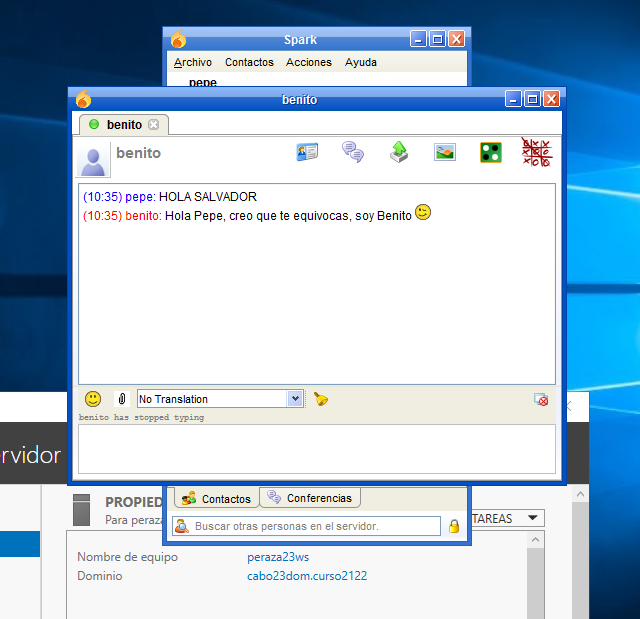 Spark
Archivo Contactos Acciones Ayuda
pepe
benito
benito
benito
(10:35) pepe: HOLA SALVADOR
(10:35) benito: Hola Pepe, creo que te equivocas, soy Benito
No Translation
benito has stopped typing
rvidor
Contactos Conferencias
PROPIED
Para peraza
TAREAS
Buscar otras personas en el servidor.
Nombre de equipo peraza23ws
Dominio cabo23dom.curso2122